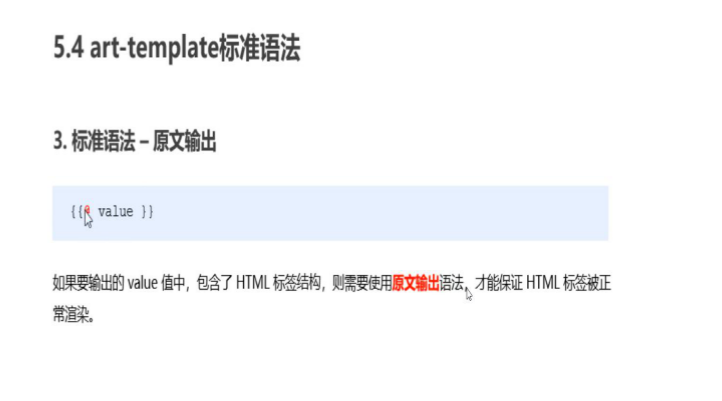 5.4 art-template标准语法
3. 标准语法 – 原文输出
{{@ value }}
如果要输出的 value 值中，包含了 HTML 标签结构，则需要使用原文输出语法，才能保证 HTML 标签被正
常渲染。